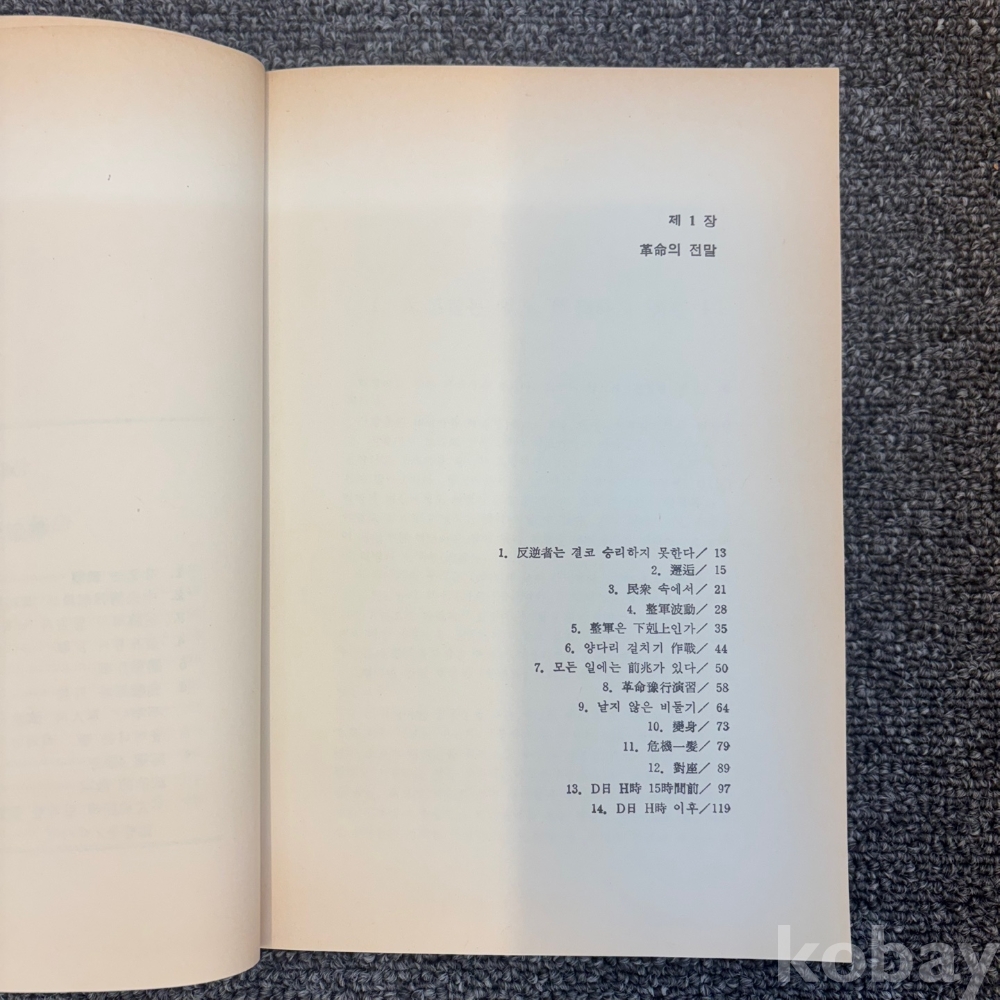 제 1 장
革命의 전말
1. 反逆者는 결코 승리하지 못한다／ 13
2. 邂逅／ 15
3. 民衆 속에서／ 21
4. 整軍波動／ 28
5. 整軍은 下剋上인가／ 35
6. 양다리 걸치기 作戰／ 44
7. 모든 일에는 前兆가 있다／ 50
8. 革命豫行演習／ 58
9. 날지 않은 비둘기／ 64
10. 變身／ 73
11. 危機一髮／ 79
12. 對座／ 89
13. D日 H時 15時間前／ 97
14. D日 H時 이후／119
kobay